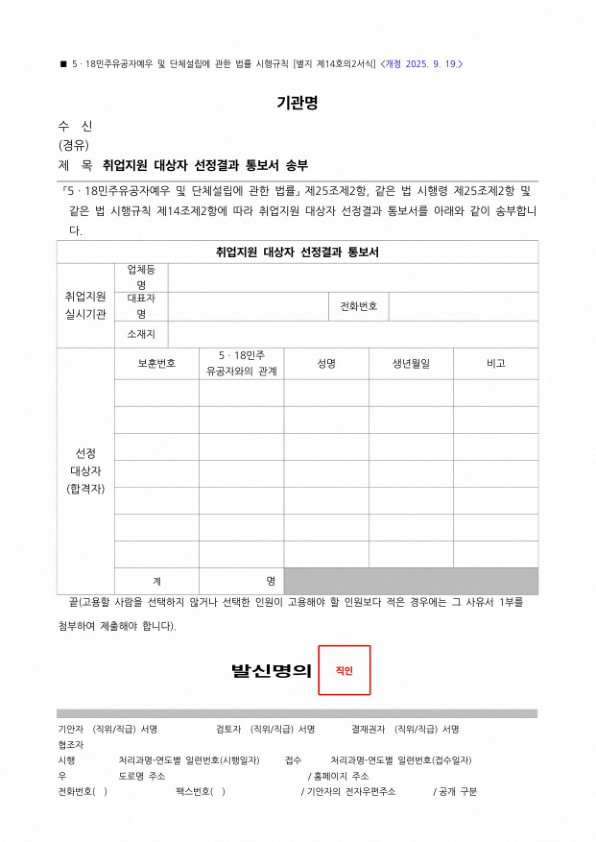 ■ 5ㆍ18민주유공자예우 및 단체설립에 관한 법률 시행규칙 [별지 제14호의2서식] <개정 2025. 9. 19.>
기관명
수 신
(경유)
제 목 취업지원 대상자 선정결과 통보서 송부
「5ㆍ18민주유공자예우 및 단체설립에 관한 법률」 제25조제2항, 같은 법 시행령 제25조제2항 및
같은 법 시행규칙 제14조제2항에 따라 취업지원 대상자 선정결과 통보서를 아래와 같이 송부합니
다.
취업지원 대상자 선정결과 통보서
취업지원
실시기관
업체등
명
대표자
명
전화번호
소재지
선정
대상자
(합격자)
보훈번호
5ㆍ18민주
유공자와의 관계
성명
생년월일
비고
계
명
끝(고용할 사람을 선택하지 않거나 선택한 인원이 고용해야 할 인원보다 적은 경우에는 그 사유서 1부를
첨부하여 제출해야 합니다).
발신명의 직인
기안자 (직위/직급) 서명 검토자 (직위/직급) 서명 결재권자 (직위/직급) 서명
협조자
시행 처리과명-연도별 일련번호(시행일자) 접수 처리과명-연도별 일련번호(접수일자)
우 도로명 주소 / 홈페이지 주소
전화번호( ) 팩스번호( ) / 기안자의 전자우편주소 / 공개 구분